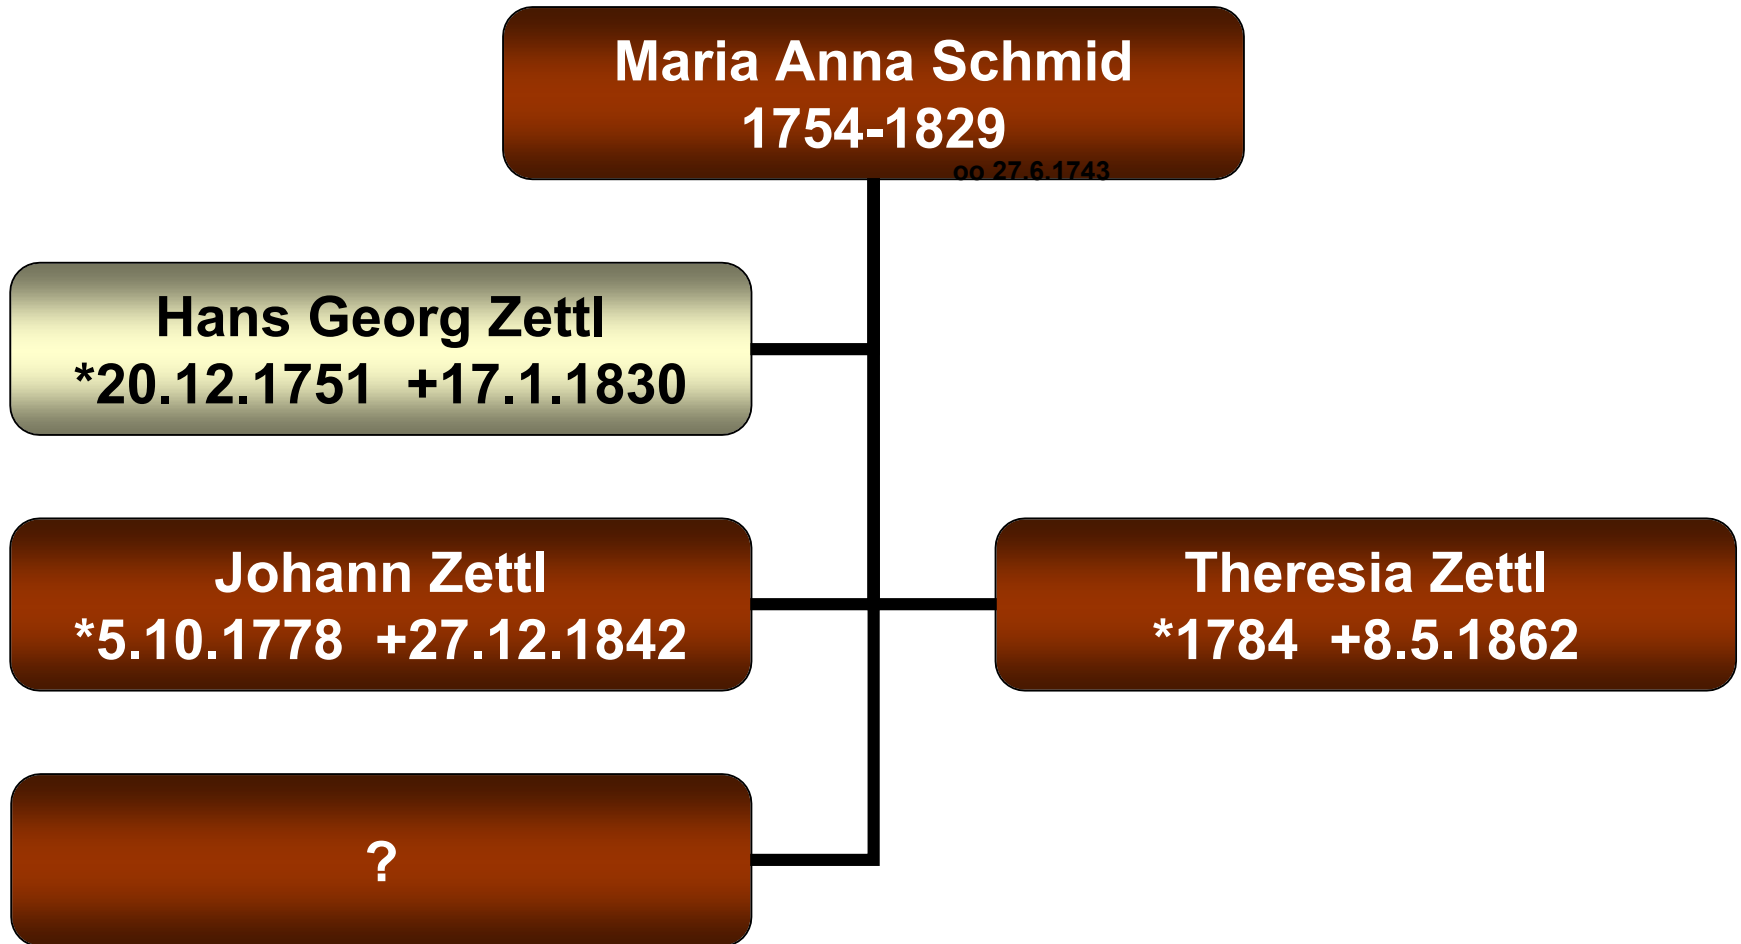 Maria Anna Schmid
1754-1829
oo 27.6.1743
Hans Georg Zettl
*20.12.1751 +17.1.1830
Johann Zettl
*5.10.1778 +27.12.1842
Theresia Zettl
*1784 +8.5.1862
?